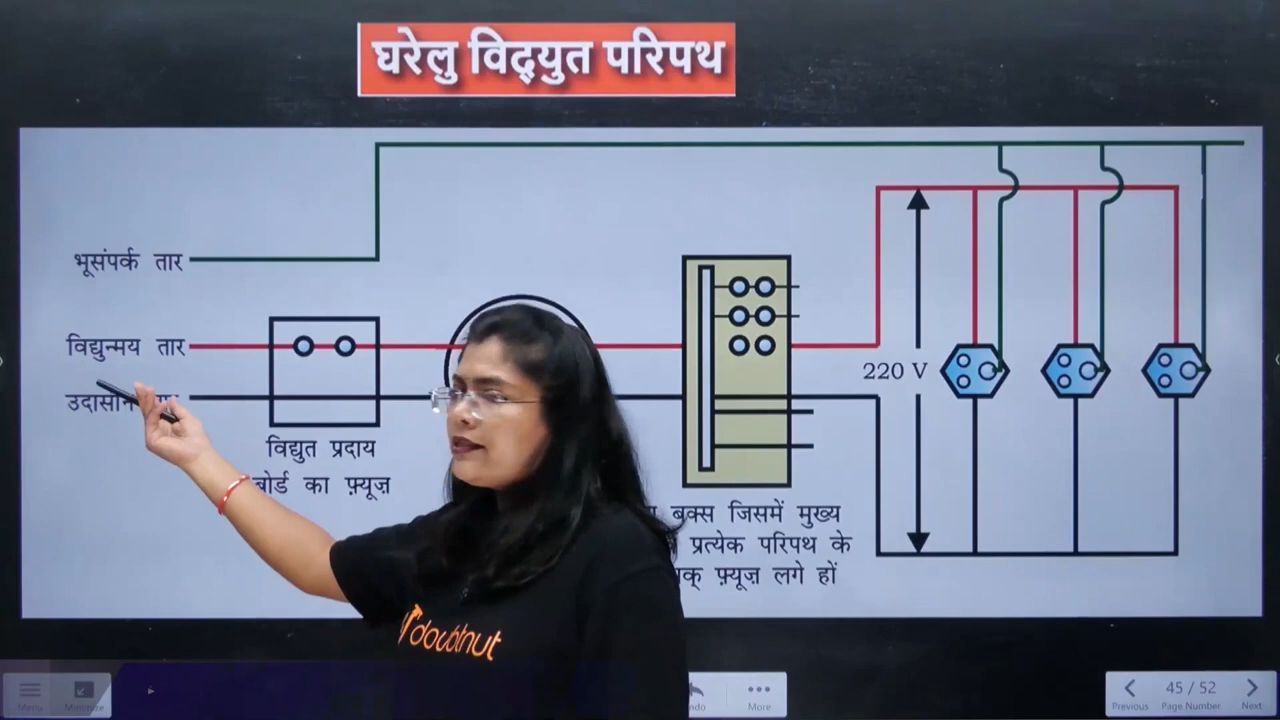 घरेलु विद्युत परिपथ
भूसंपर्क तार
विद्युन्मय तार
220 V
विद्युत प्रदाय
बोर्ड का फ़्यूज़
बक्स जिसमें मुख्य
प्रत्येक परिपथ के
फ़्यूज़ लगे हों
doubtnut
Menu
Minimize
More
Previous
45 / 52
Page Number
Next